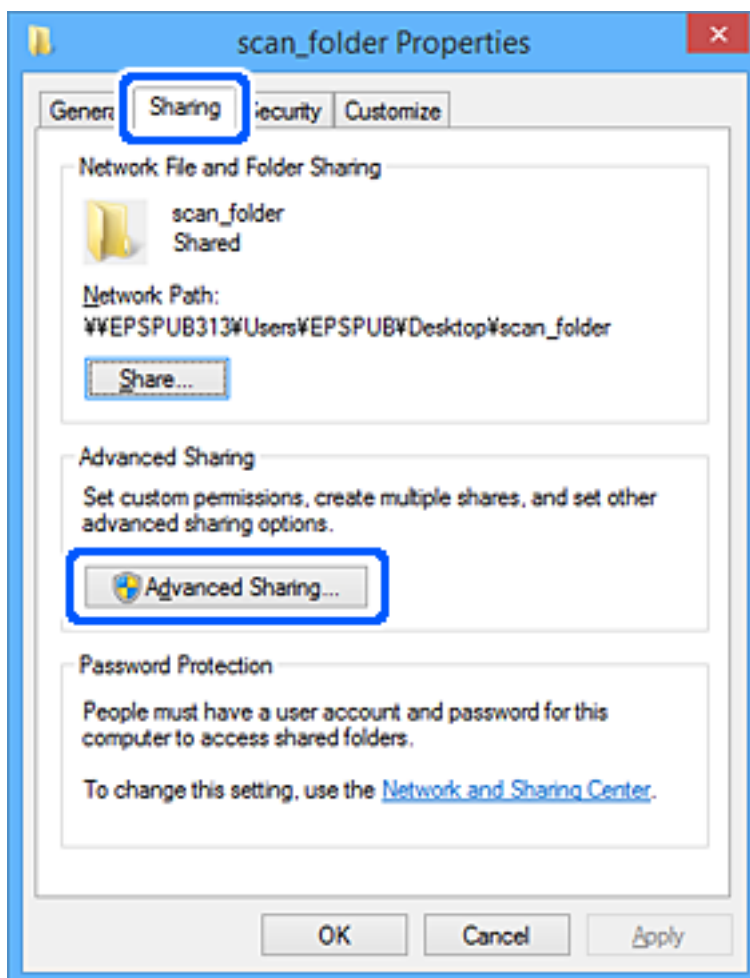 scan_folder Properties
Sharing
Customize
Network File and Folder Sharing
scan_folder
Shared
Network Path:
¥¥EPSPUB313¥Users¥EPSPUB¥Desktop¥scan_folder
Share...
Advanced Sharing
Set custom permissions, create multiple shares, and set other
advanced sharing options.
Advanced Sharing...
Password Protection
People must have a user account and password for this
computer to access shared folders.
To change this setting, use the Network and Sharing Center.
OK Cancel Apply